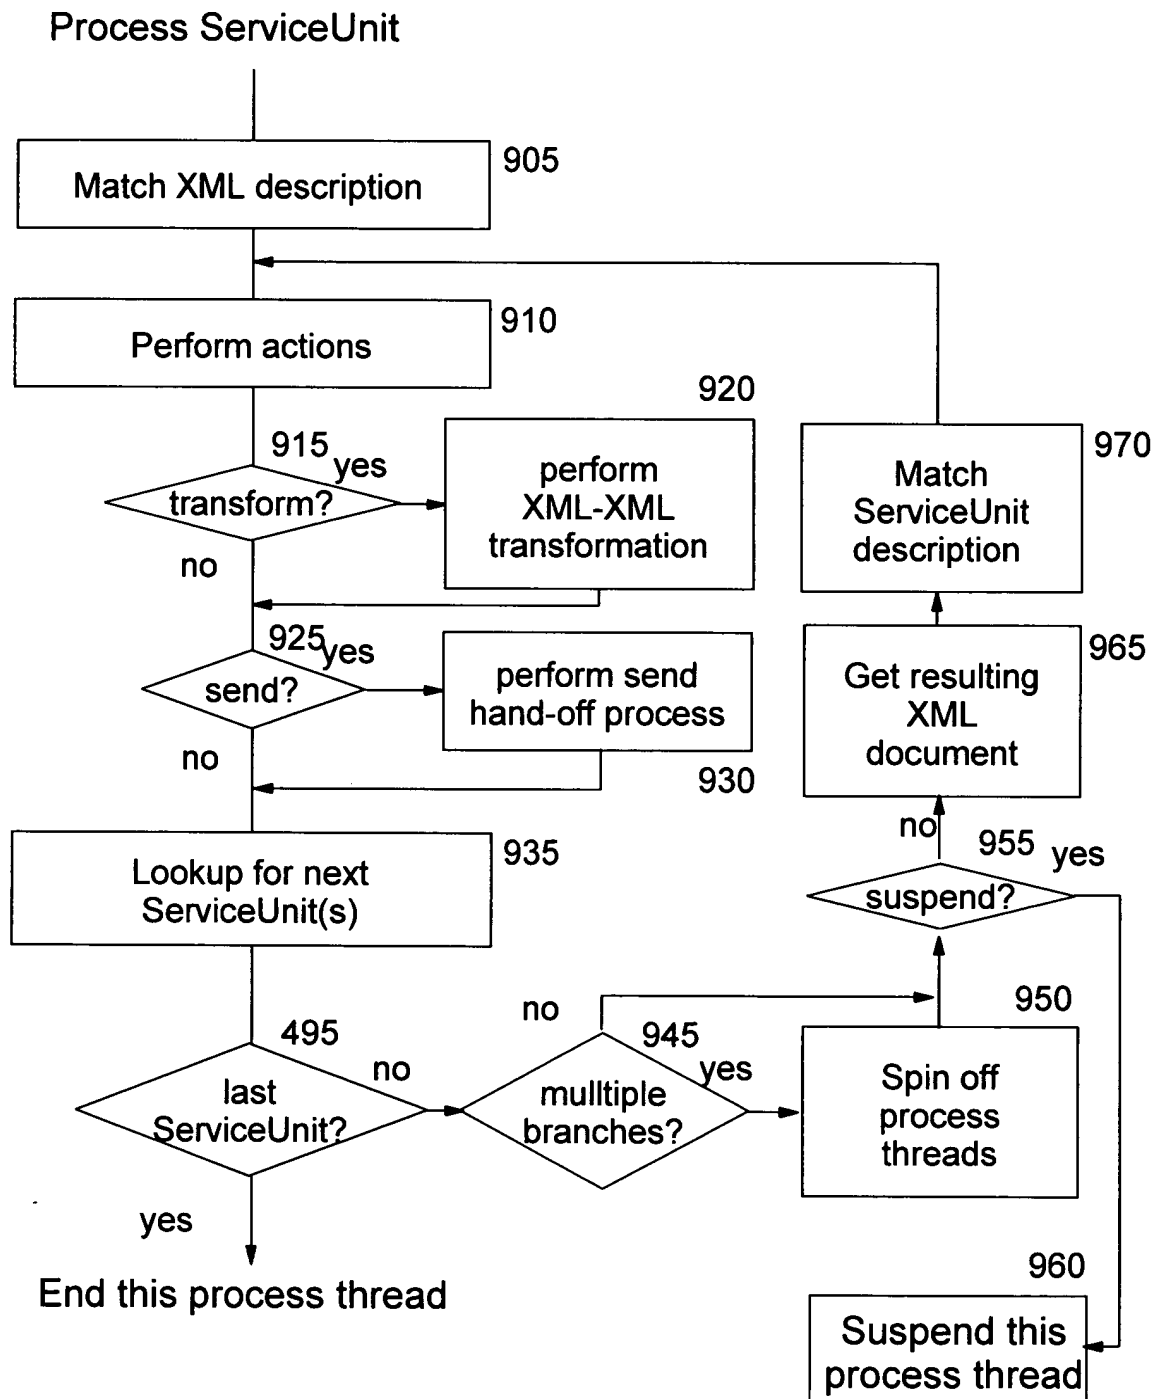 Process ServiceUnit
905
Match XML description
910
Perform actions
920
915
yes
transform?
perform
XML-XML
transformation
no
970
Match
ServiceUnit
description
925
yes
send?
perform send
hand-off process
no
930
965
Get resulting
XML
document
935
Lookup for next
ServiceUnit(s)
no
955
yes
suspend?
495
no
last
ServiceUnit?
no
945
yes
mulltiple
branches?
950
Spin off
process
threads
yes
End this process thread
960
Suspend this
process thread